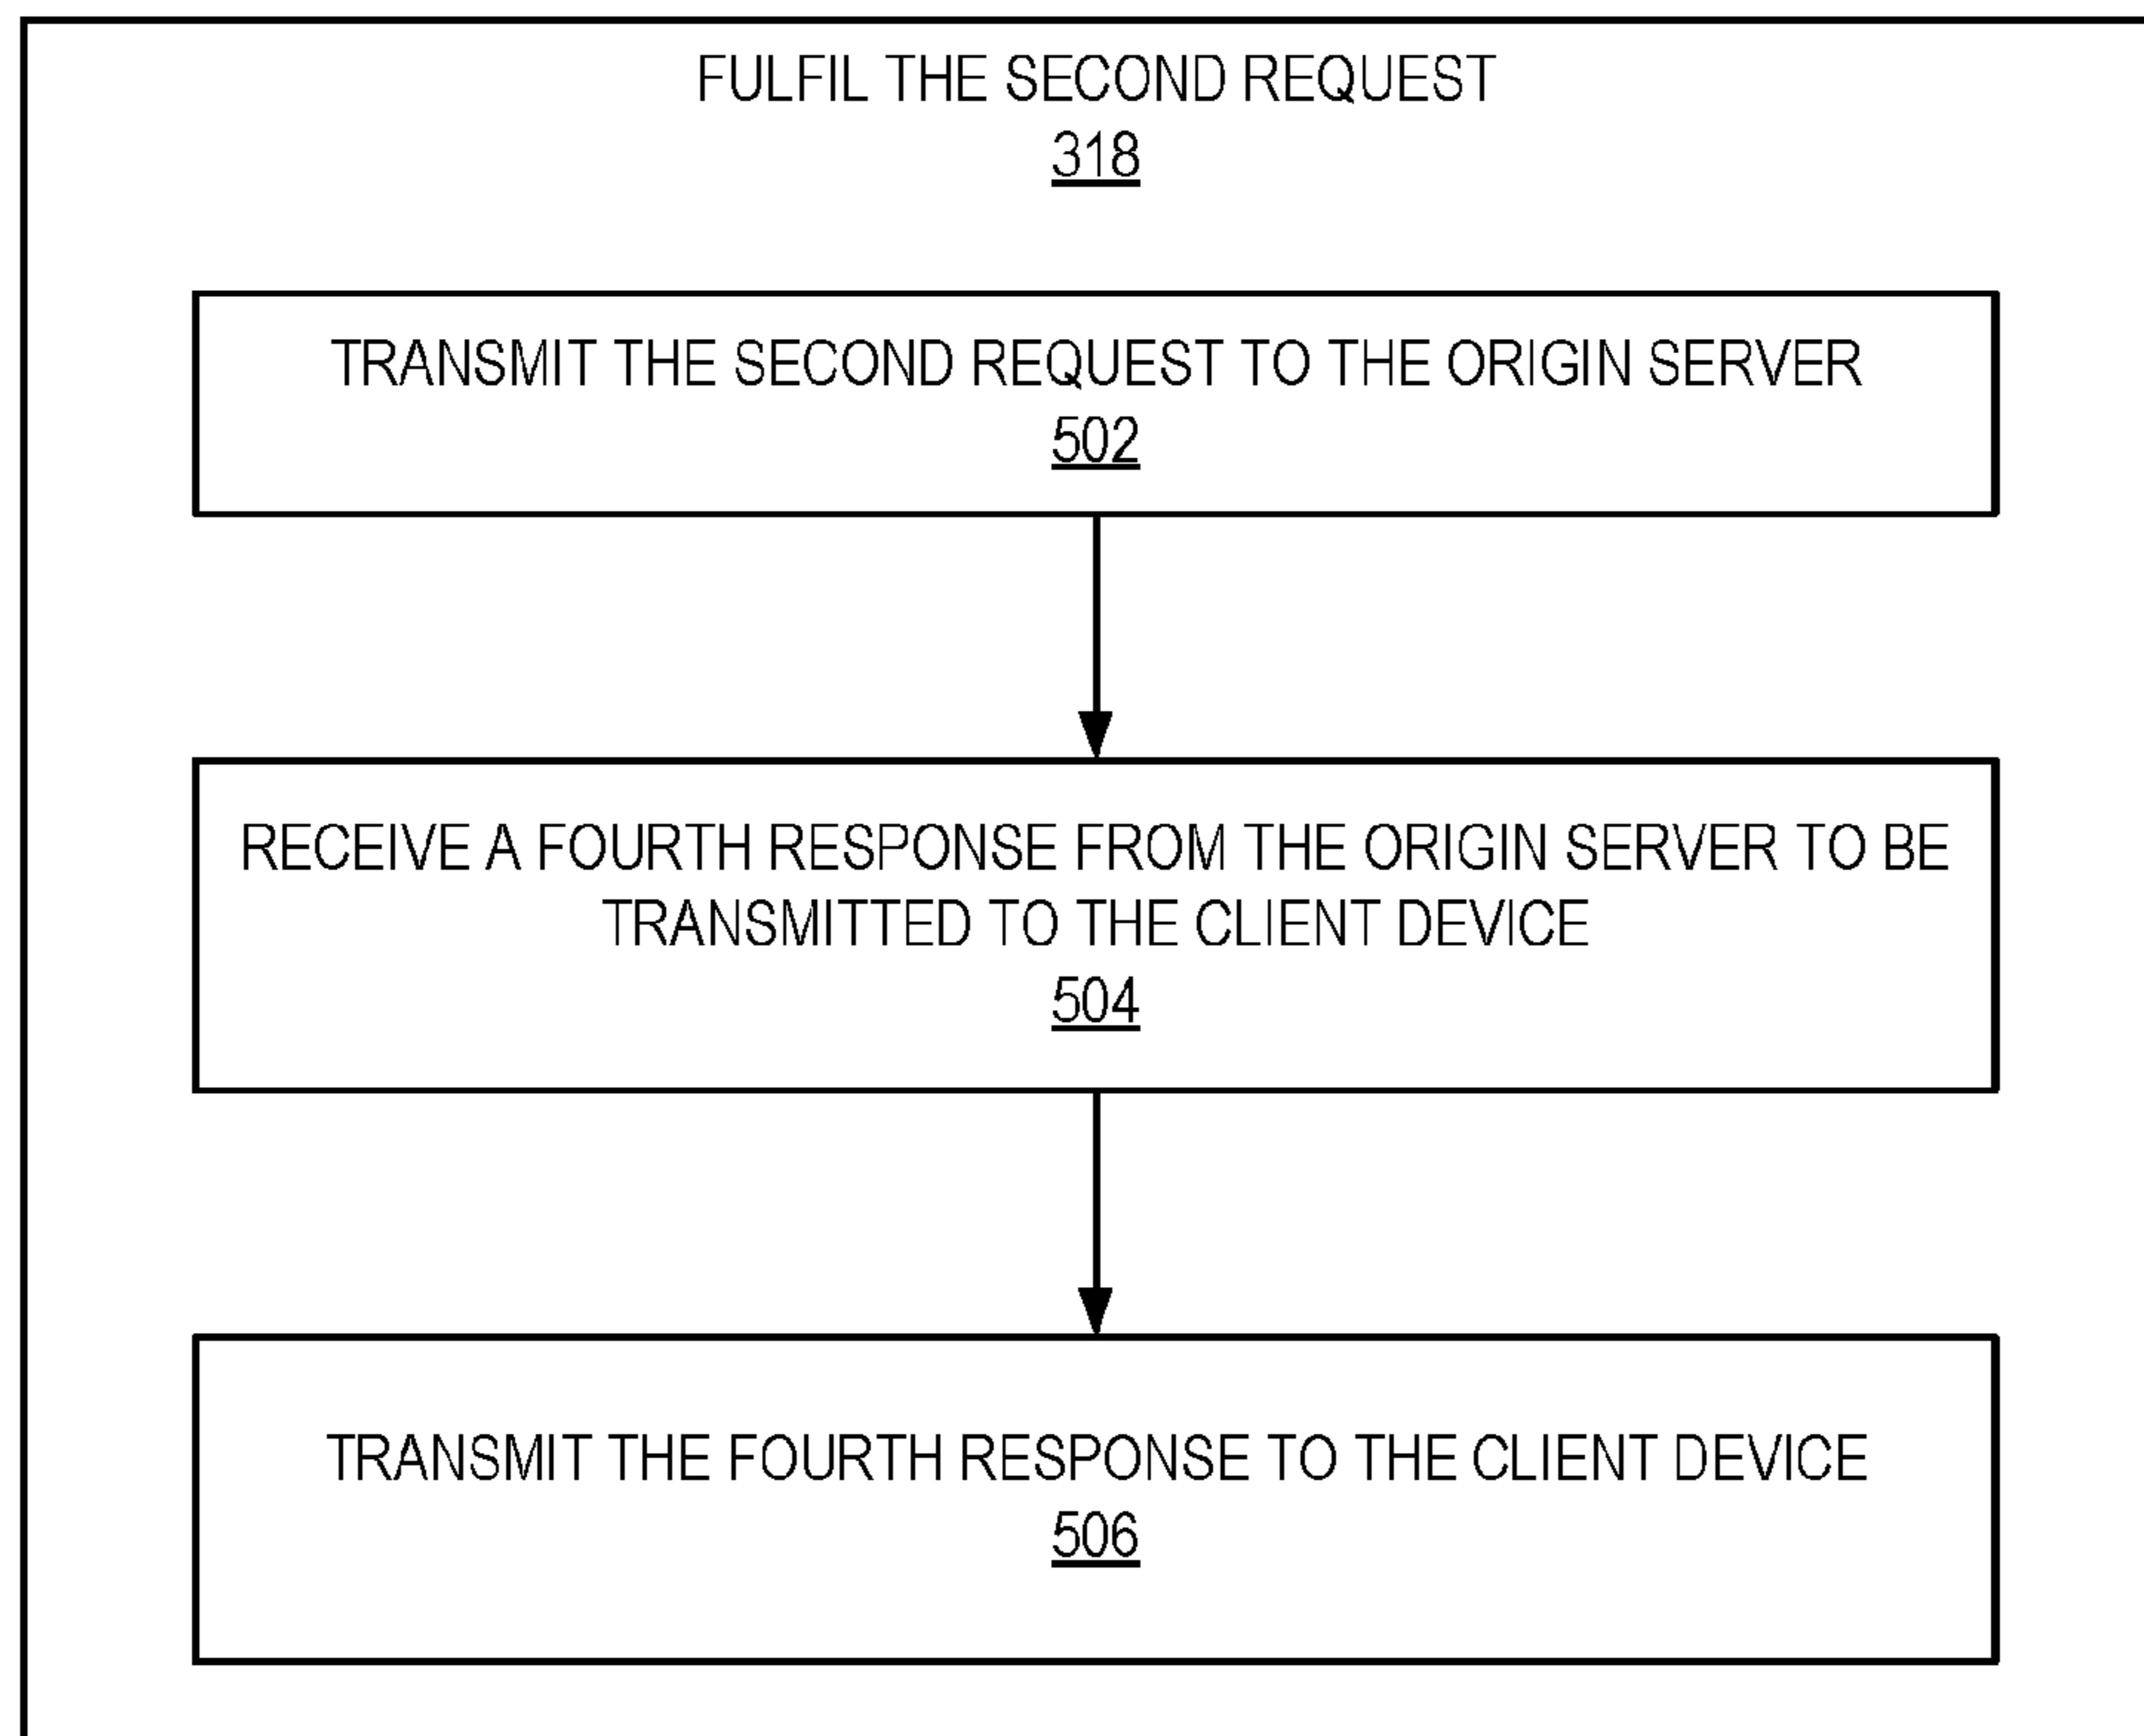 FULFIL THE SECOND REQUEST
318
TRANSMIT THE SECOND REQUEST TO THE ORIGIN SERVER
502
RECEIVE A FOURTH RESPONSE FROM THE ORIGIN SERVER TO BE
TRANSMITTED TO THE CLIENT DEVICE
504
TRANSMIT THE FOURTH RESPONSE TO THE CLIENT DEVICE
506